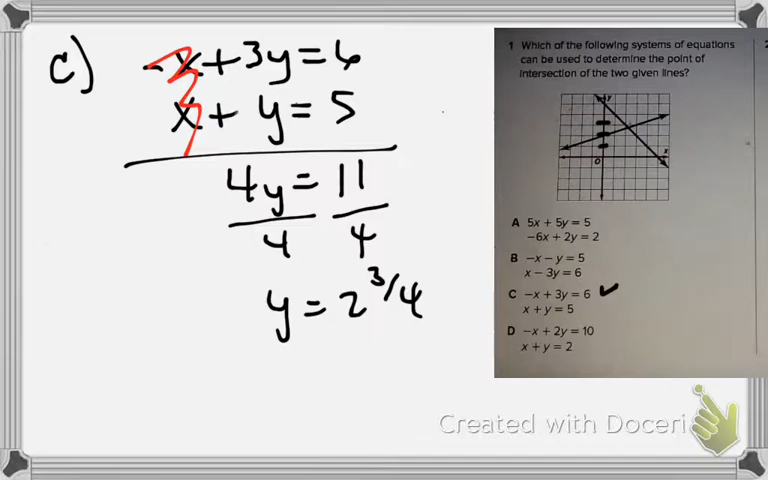 c) -x + 3y = 6
x + y = 5
4y = 11
4 4
y = 2 3/4
1 Which of the following systems of equations
can be used to determine the point of
intersection of the two given lines?
y
x
O
A 5x + 5y = 5
-6x + 2y = 2
B -x - y = 5
x - 3y = 6
C -x + 3y = 6 ✓
x + y = 5
D -x + 2y = 10
x + y = 2
2
Created with Doceri